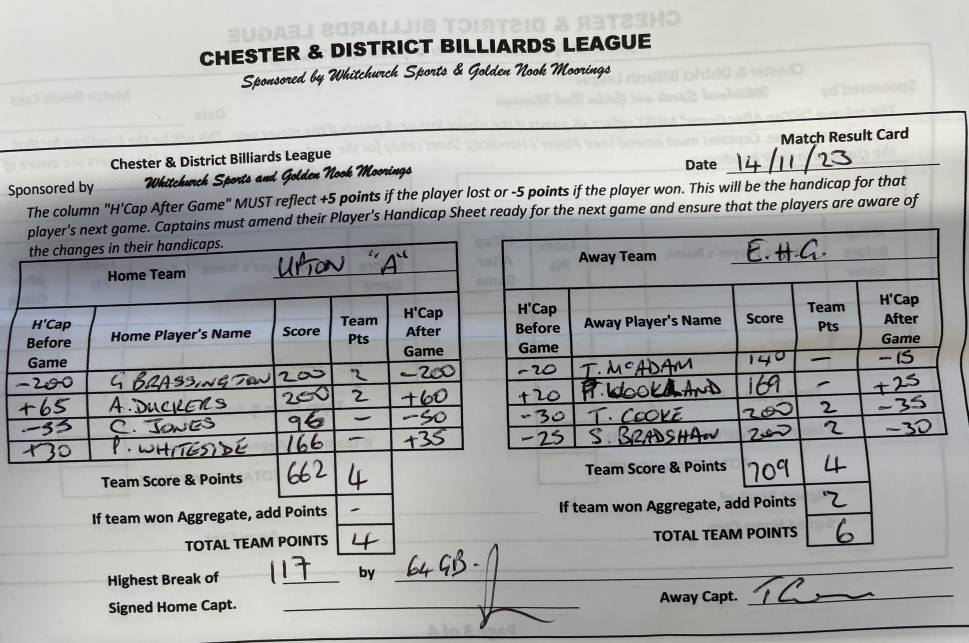 CHESTER & DISTRICT BILLIARDS LEAGUE
Sponsored by Whitchurch Sports & Golden Nook Moorings
Match Result Card
Chester & District Billiards League
Date 14/11/23
Sponsored by Whitchurch Sports and Golden Nook Moorings
The column "H'Cap After Game" MUST reflect +5 points if the player lost or -5 points if the player won. This will be the handicap for that
player's next game. Captains must amend their Player's Handicap Sheet ready for the next game and ensure that the players are aware of
the changes in their handicaps.
Home Team UPTON "A"
H'Cap Before Game Home Player's Name Score Team Pts H'Cap After Game
-200 G BRASSINGTON 200 2 -200
+65 A. DUCKERS 200 2 +60
-55 C. JONES 96 - -50
+30 P. WHITESIDE 166 - +35
Team Score & Points 662 4
If team won Aggregate, add Points -
TOTAL TEAM POINTS 4
Away Team E.H.G.
H'Cap Before Game Away Player's Name Score Team Pts H'Cap After Game
-20 T. McADAM 140 - -15
+20 WOODLAND 169 - +25
-30 T. COOKE 200 2 -35
-25 S. BRADSHAW 200 2 -30
Team Score & Points 709 4
If team won Aggregate, add Points 2
TOTAL TEAM POINTS 6
Highest Break of 117 by 64 GB.
Signed Home Capt.
Away Capt.
Page 3 of 4